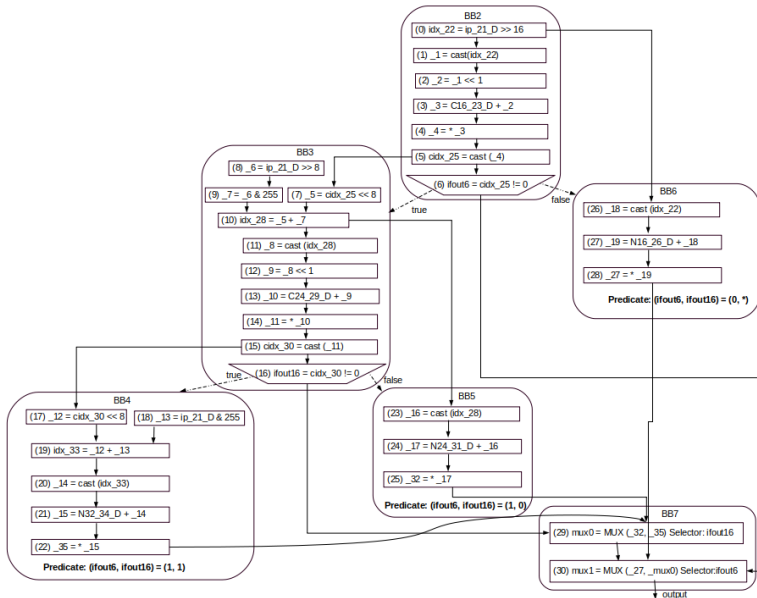 BB2
(0) idx_22 = ip_21_D >> 16
(1) _1 = cast(idx_22)
(2) _2 = _1 << 1
(3) _3 = C16_23_D + _2
(4) _4 = * _3
(5) cidx_25 = cast (_4)
(6) ifout6 = cidx_25 != 0
true
false
BB3
(8) _6 = ip_21_D >> 8
(9) _7 = _6 & 255
(7) _5 = cidx_25 << 8
(10) idx_28 = _5 + _7
(11) _8 = cast (idx_28)
(12) _9 = _8 << 1
(13) _10 = C24_29_D + _9
(14) _11 = * _10
(15) cidx_30 = cast (_11)
(16) ifout16 = cidx_30 != 0
true
false
BB6
(26) _18 = cast (idx_22)
(27) _19 = N16_26_D + _18
(28) _27 = * _19
Predicate: (ifout6, ifout16) = (0, *)
BB4
(17) _12 = cidx_30 << 8
(18) _13 = ip_21_D & 255
(19) idx_33 = _12 + _13
(20) _14 = cast (idx_33)
(21) _15 = N32_34_D + _14
(22) _35 = * _15
Predicate: (ifout6, ifout16) = (1, 1)
BB5
(23) _16 = cast (idx_28)
(24) _17 = N24_31_D + _16
(25) _32 = * _17
Predicate: (ifout6, ifout16) = (1, 0)
BB7
(29) mux0 = MUX (_32, _35) Selector: ifout16
(30) mux1 = MUX (_27, _mux0) Selector:ifout6
output